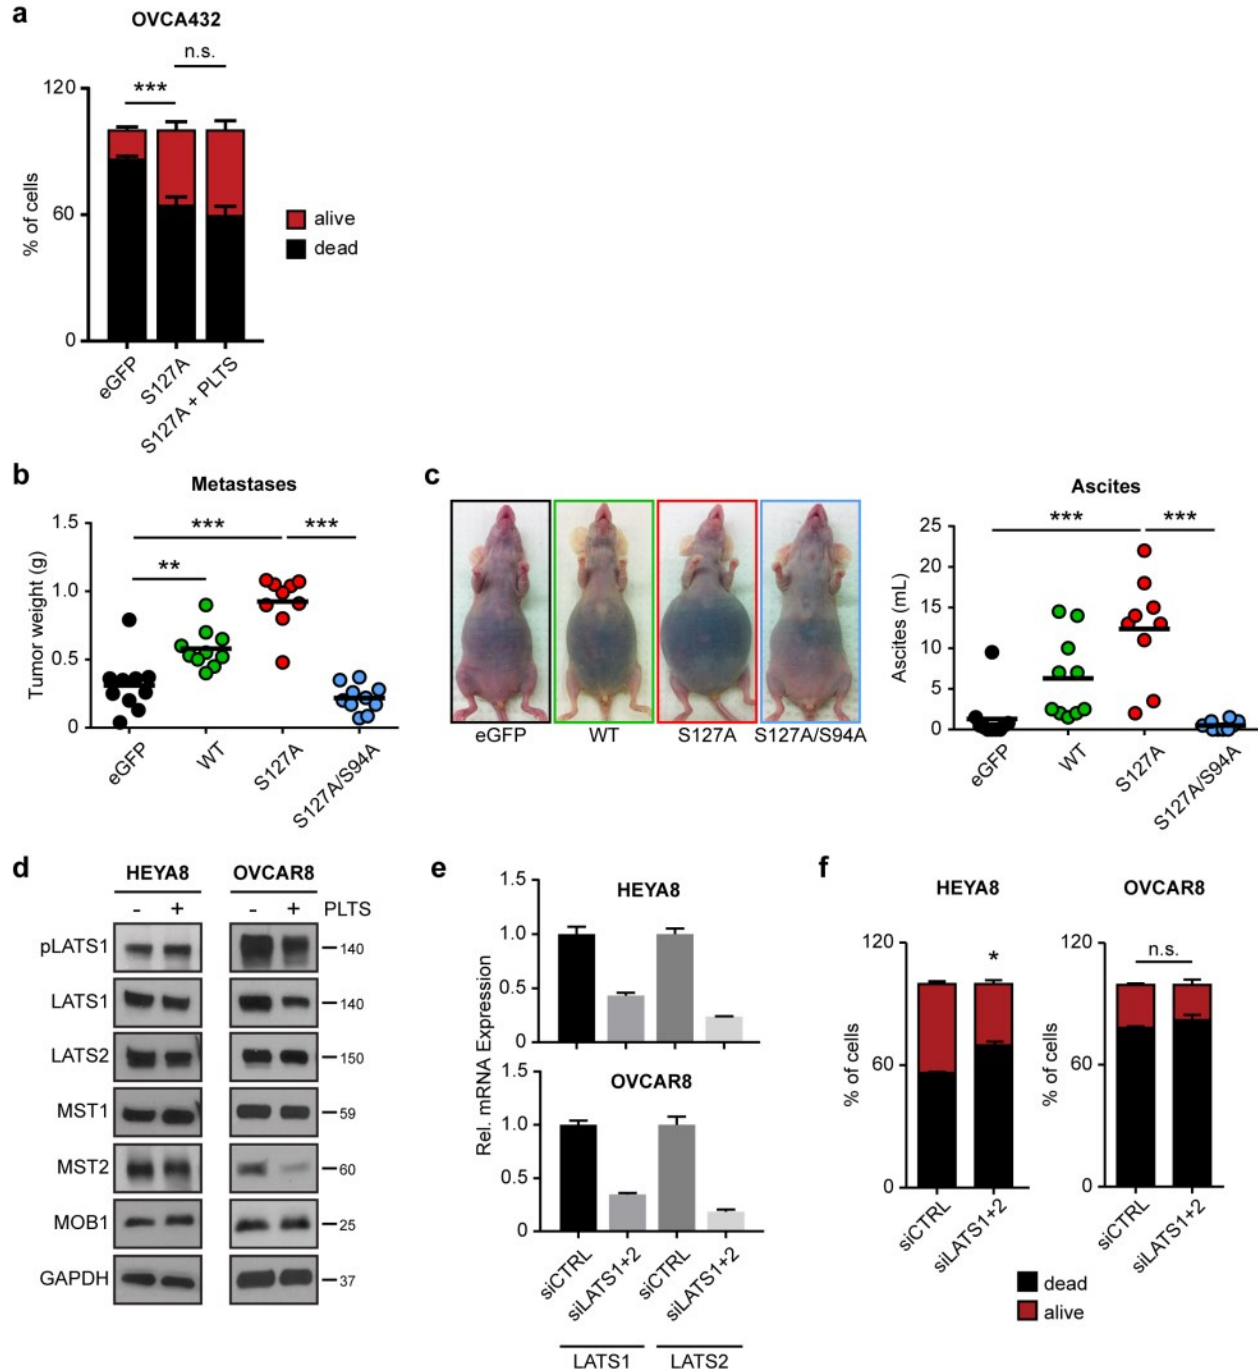 a
OVCA432
n.s.
***
120
60
0
% of cells
alive
dead
eGFP
S127A
S127A + PLTS
b
Metastases
***
***
**
1.5
1.0
0.5
0
Tumor weight (g)
eGFP
WT
S127A
S127A/S94A
c
eGFP
WT
S127A
S127A/S94A
Ascites
***
***
25
20
15
10
5
0
Ascites (mL)
eGFP
WT
S127A
S127A/S94A
d
HEYA8 OVCAR8
- + - + PLTS
pLATS1 140
LATS1 140
LATS2 150
MST1 59
MST2 60
MOB1 25
GAPDH 37
e
HEYA8
1.5
1.0
0.5
0
OVCAR8
1.5
1.0
0.5
0
Rel. mRNA Expression
siCTRL
siLATS1+2
siCTRL
siLATS1+2
LATS1 LATS2
f
HEYA8
120
60
0
% of cells
*
siCTRL
siLATS1+2
OVCAR8
120
60
0
% of cells
n.s.
siCTRL
siLATS1+2
dead
alive